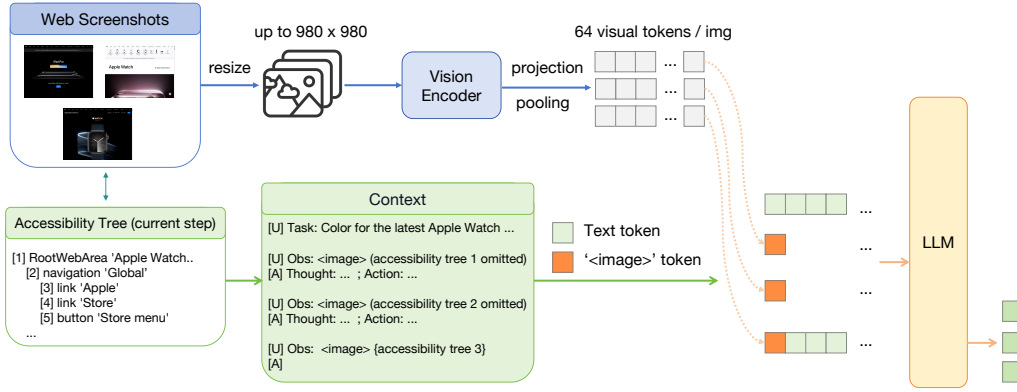 Web Screenshots
Apple Watch
resize
up to 980 x 980
Vision
Encoder
projection
pooling
64 visual tokens / img
...
...
...
Accessibility Tree (current step)
[1] RootWebArea 'Apple Watch..
[2] navigation 'Global'
[3] link 'Apple'
[4] link 'Store'
[5] button 'Store menu'
...
Context
[U] Task: Color for the latest Apple Watch ...
[U] Obs: <image> (accessibility tree 1 omitted)
[A] Thought: ... ; Action: ...
[U] Obs: <image> (accessibility tree 2 omitted)
[A] Thought: ... ; Action: ...
[U] Obs: <image> {accessibility tree 3}
[A]
Text token
'<image>' token
...
...
...
...
LLM